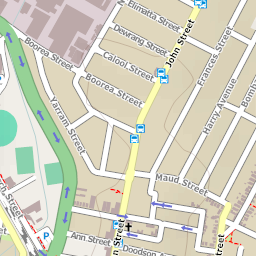 Elimatta Street
Dewrang Street
John Street
Calool Street
Boorea Street
Frances Street
Boorea Street
Harry Avenue
Yarram Street
Maud Street
Ann Street
Street
Doodson
P